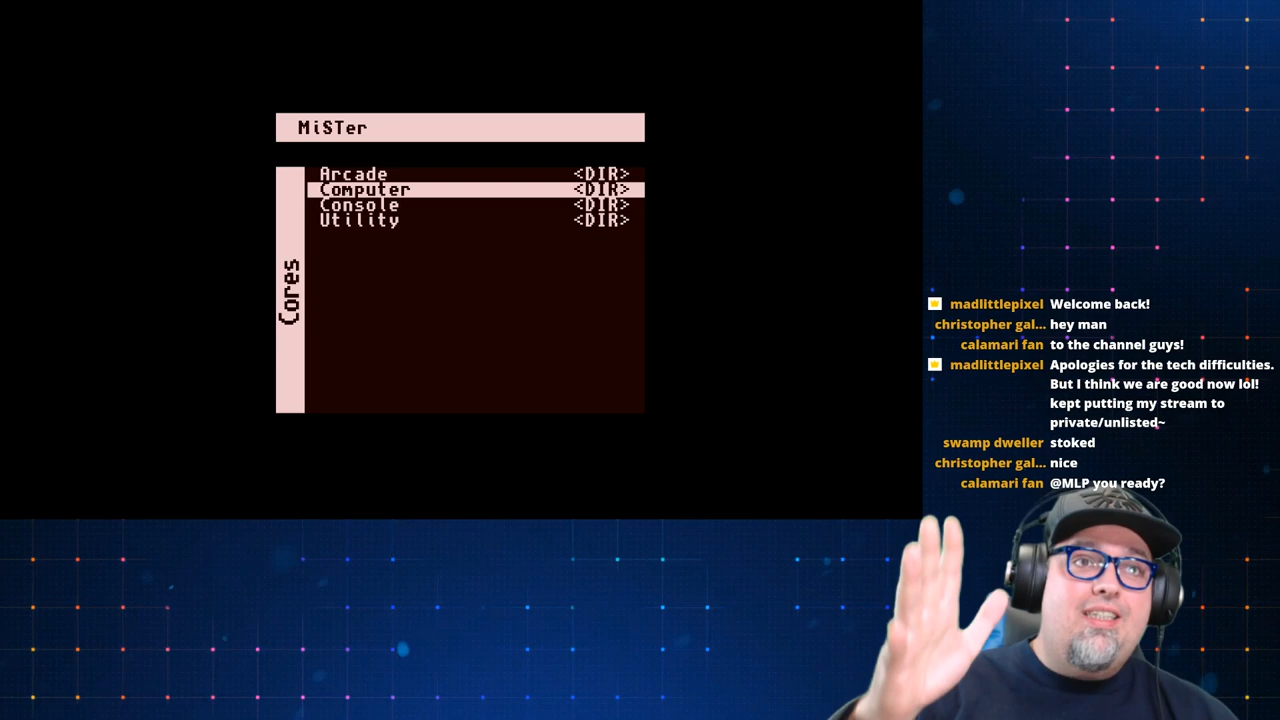 MiSTer
Cores
Arcade <DIR>
Computer <DIR>
Console <DIR>
Utility <DIR>
madlittlepixel Welcome back!
christopher gal... hey man
calamari fan to the channel guys!
madlittlepixel Apologies for the tech difficulties.
But I think we are good now lol!
kept putting my stream to
private/unlisted~
swamp dweller stoked
christopher gal... nice
calamari fan @MLP you ready?